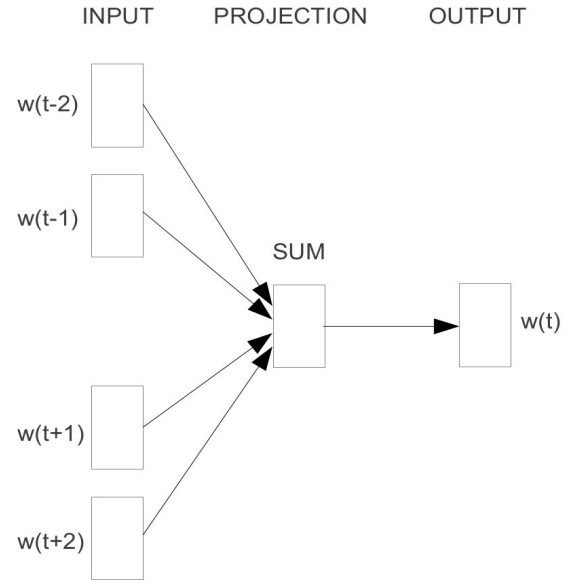 INPUT PROJECTION OUTPUT
w(t-2)
w(t-1)
SUM
w(t)
w(t+1)
w(t+2)